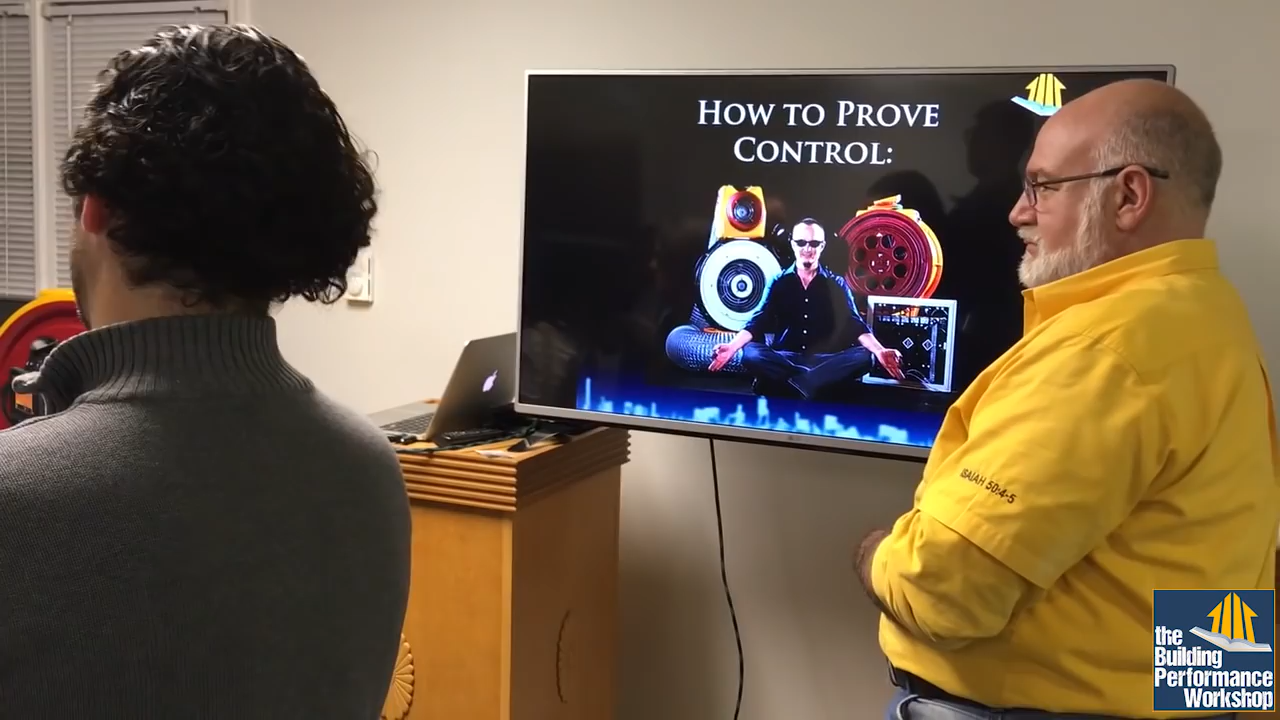 How to Prove
Control:
ISAIAH 50:4-5
the
Building
Performance
Workshop